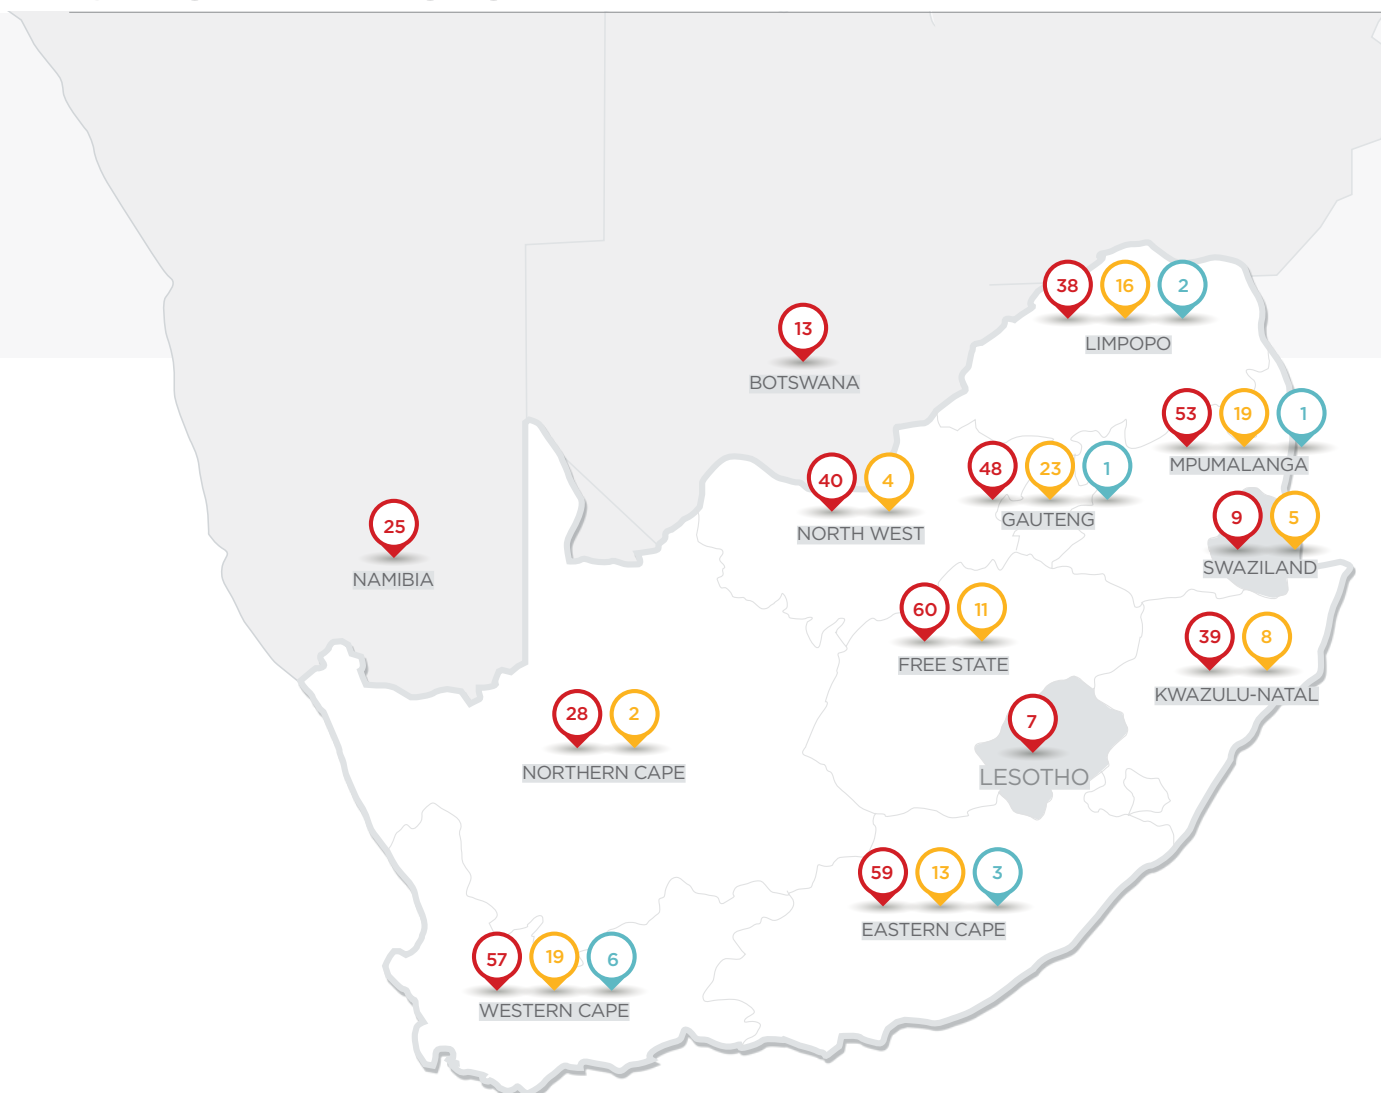 38 16 2
LIMPOPO
13
BOTSWANA
53 19 1
MPUMALANGA
48 23 1
GAUTENG
40 4
NORTH WEST
25
NAMIBIA
9 5
SWAZILAND
60 11
FREE STATE
39 8
KWAZULU-NATAL
28 2
NORTHERN CAPE
7
LESOTHO
59 13 3
EASTERN CAPE
57 19 6
WESTERN CAPE